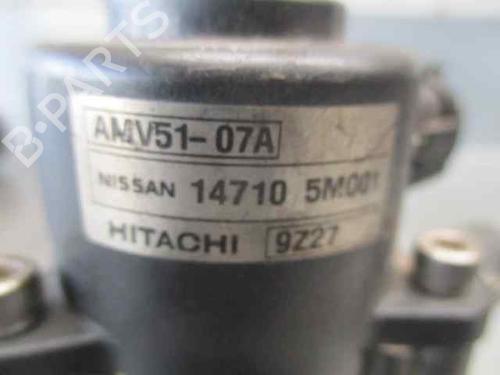 B-PARTS
AMV51-07A
NISSAN 14710 5M001
HITACHI 9Z27